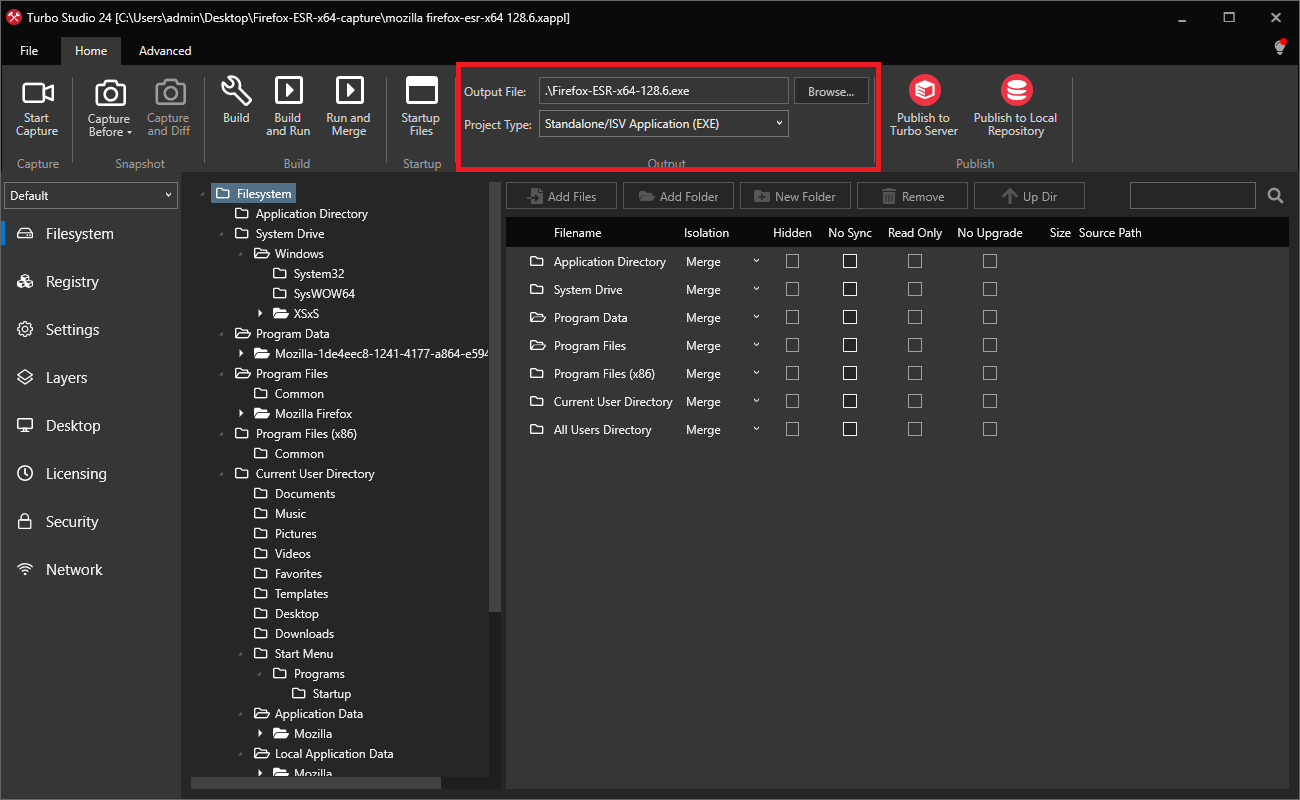 Turbo Studio 24 [C:\Users\admin\Desktop\Firefox-ESR-x64-capture\mozilla firefox-esr-x64 128.6.xappl]
File
Home
Advanced
Start
Capture
Capture
Capture
Before
Capture
and Diff
Snapshot
Build
Build
and Run
Run and
Merge
Build
Startup
Files
Startup
Output File:
.\Firefox-ESR-x64-128.6.exe
Browse...
Project Type:
Standalone/ISV Application (EXE)
Output
Publish to
Turbo Server
Publish to Local
Repository
Publish
Default
Filesystem
Registry
Settings
Layers
Desktop
Licensing
Security
Network
Filesystem
Application Directory
System Drive
Windows
System32
SysWOW64
XSxS
Program Data
Mozilla-1de4eec8-1241-4177-a864-e594
Program Files
Common
Mozilla Firefox
Program Files (x86)
Common
Current User Directory
Documents
Music
Pictures
Videos
Favorites
Templates
Desktop
Downloads
Start Menu
Programs
Startup
Application Data
Mozilla
Local Application Data
Mozilla
Add Files
Add Folder
New Folder
Remove
Up Dir
Filename Isolation Hidden No Sync Read Only No Upgrade Size Source Path
Application Directory Merge
System Drive Merge
Program Data Merge
Program Files Merge
Program Files (x86) Merge
Current User Directory Merge
All Users Directory Merge